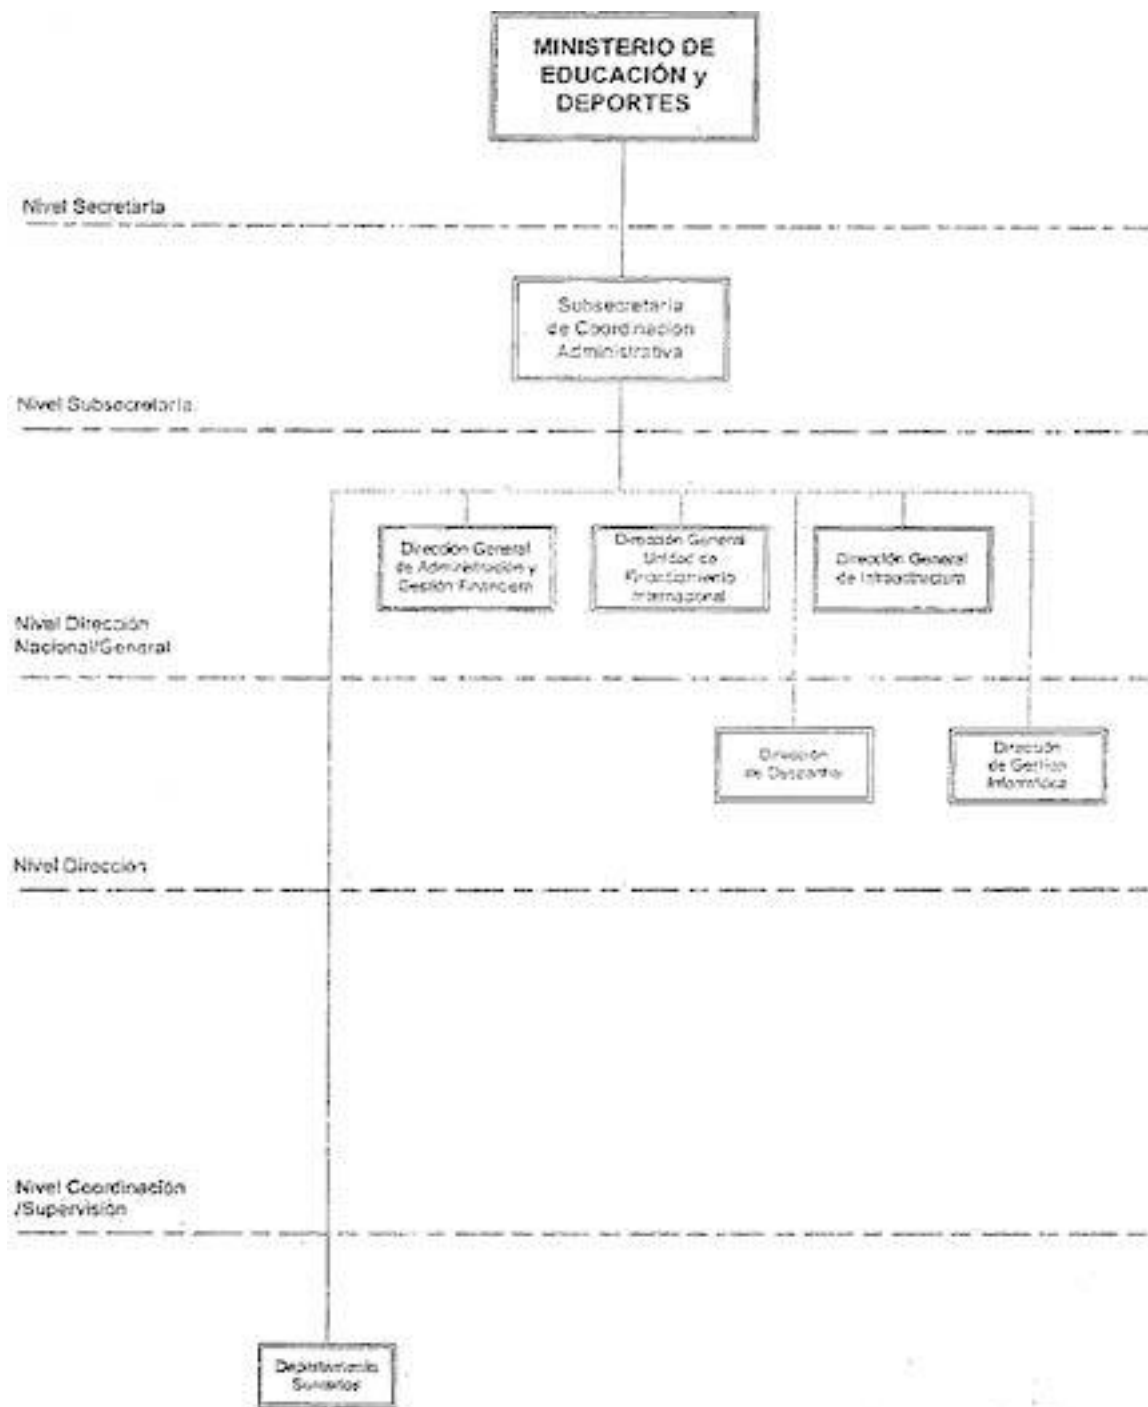 MINISTERIO DE
EDUCACIÓN y
DEPORTES
Nivel Secretaría
Subsecretaría
de Coordinación
Administrativa
Nivel Subsecretaría
Dirección General
de Administración y
Gestión Financiera
Dirección General
Unidad de
Financiamiento
Internacional
Dirección General
de Infraestructura
Nivel Dirección
Nacional/General
Dirección
de Despacho
Dirección
de Gestión
Informática
Nivel Dirección
Nivel Coordinación
/Supervisión
Departamento
Sumarios